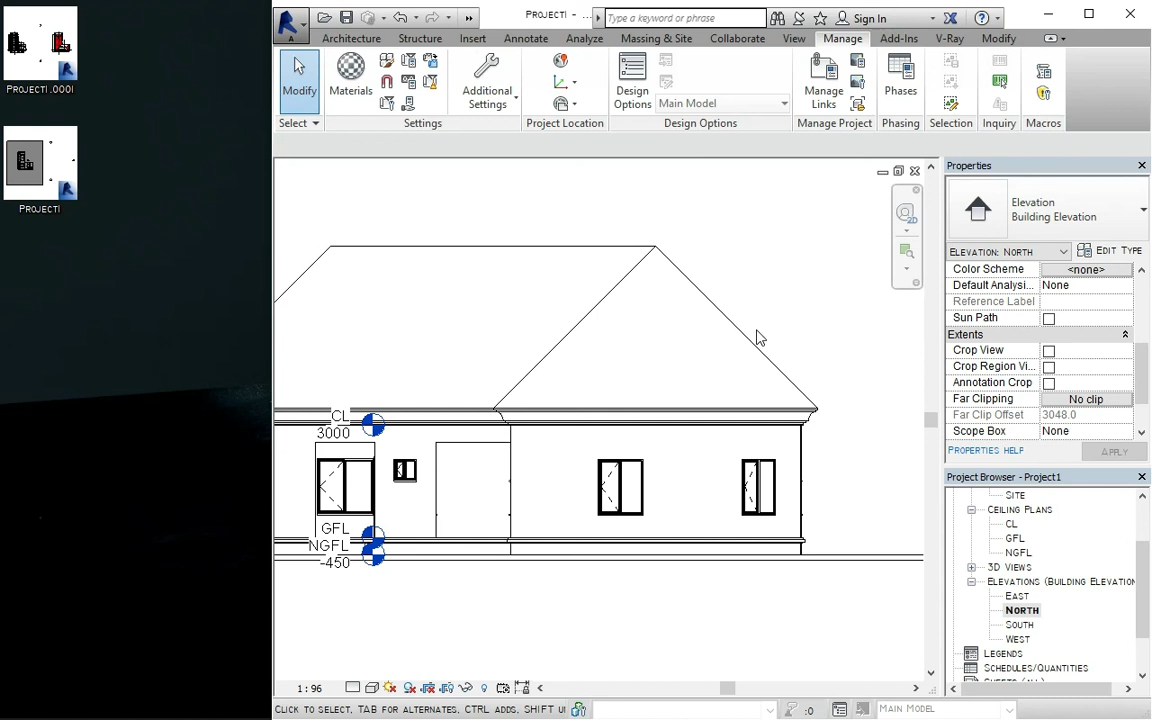 PROJECT1 .0001
PROJECT1
PROJECT1 - ...
Type a keyword or phrase
Sign In
Architecture
Structure
Insert
Annotate
Analyze
Massing & Site
Collaborate
View
Manage
Add-Ins
V-Ray
Modify
Modify
Materials
Additional
Settings
Design
Options
Main Model
Manage
Links
Phases
Select
Settings
Project Location
Design Options
Manage Project
Phasing
Selection
Inquiry
Macros
2D
CL
3000
GFL
NGFL
-450
Properties
Elevation
Building Elevation
ELEVATION: NORTH
EDIT TYPE
Color Scheme
<none>
Default Analysi...
None
Reference Label
Sun Path
Extents
Crop View
Crop Region Vi...
Annotation Crop
Far Clipping
No clip
Far Clip Offset
3048.0
Scope Box
None
PROPERTIES HELP
APPLY
Project Browser - Project1
SITE
CEILING PLANS
CL
GFL
NGFL
3D VIEWS
ELEVATIONS (BUILDING ELEVATION
EAST
NORTH
SOUTH
WEST
LEGENDS
SCHEDULES/QUANTITIES
1 : 96
CLICK TO SELECT, TAB FOR ALTERNATES, CTRL ADDS, SHIFT U
:0
MAIN MODEL